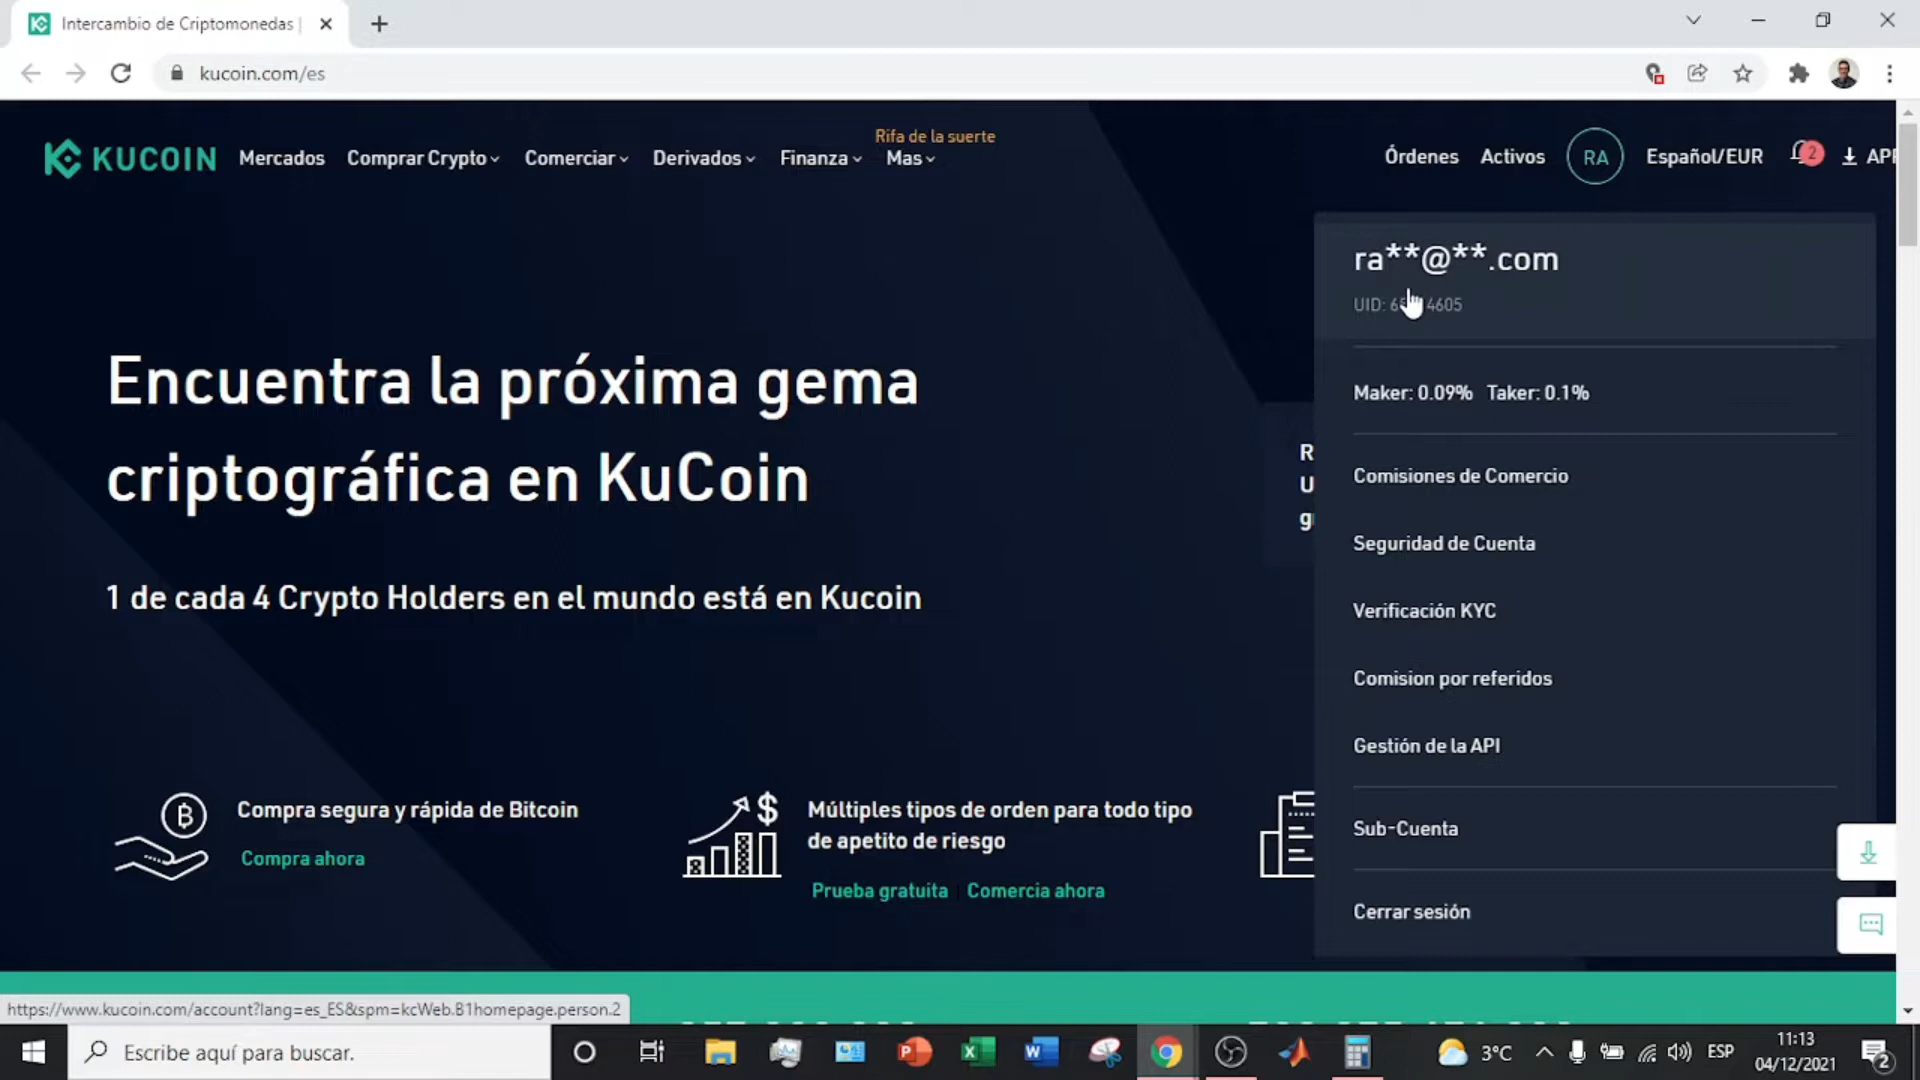 Intercambio de Criptomonedas |
kucoin.com/es
KUCOIN
Mercados
Comprar Crypto
Comerciar
Derivados
Finanza
Rifa de la suerte
Mas
Órdenes
Activos
RA
Español/EUR
2
ra**@**.com
UID: 6 4605
Maker: 0.09% Taker: 0.1%
Comisiones de Comercio
Seguridad de Cuenta
Verificación KYC
Comision por referidos
Gestión de la API
Sub-Cuenta
Cerrar sesión
Encuentra la próxima gema
criptográfica en KuCoin
1 de cada 4 Crypto Holders en el mundo está en Kucoin
R
U
g
Compra segura y rápida de Bitcoin
Compra ahora
Múltiples tipos de orden para todo tipo
de apetito de riesgo
Prueba gratuita | Comercia ahora
https://www.kucoin.com/account?lang=es_ES&spm=kcWeb.B1homepage.person.2
Escribe aquí para buscar.
3°C
ESP
11:13
04/12/2021
2